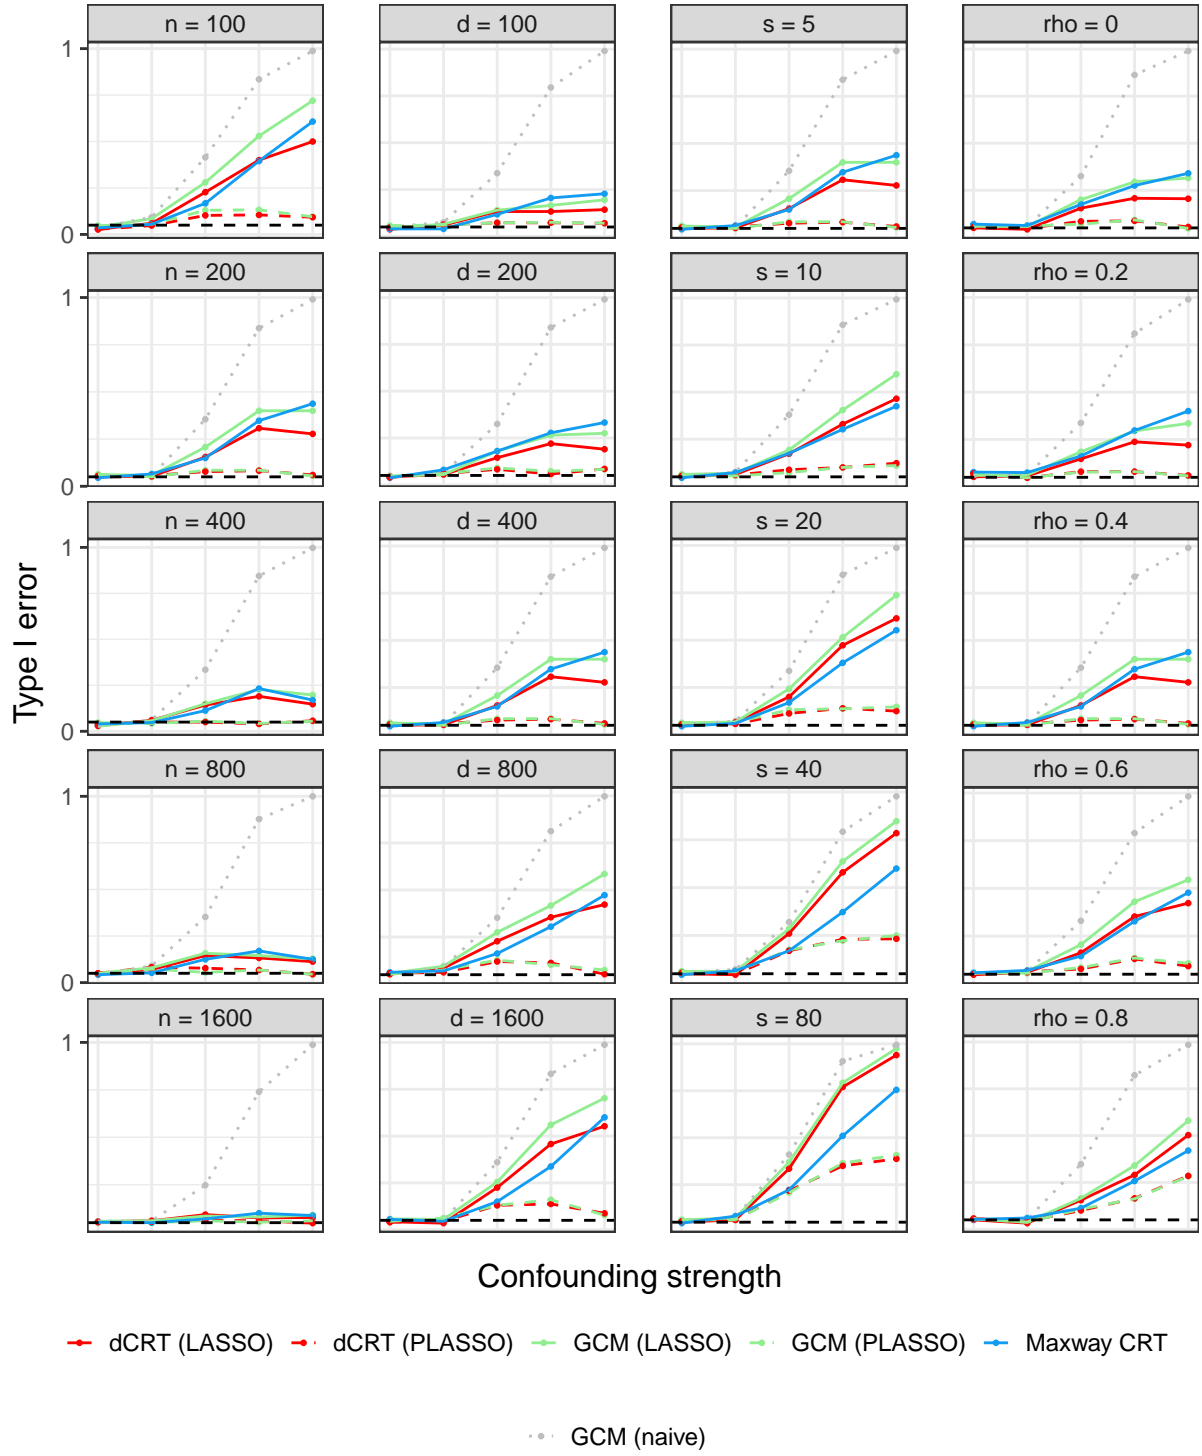 n = 100 d = 100 s = 5 rho = 0
1
0
n = 200 d = 200 s = 10 rho = 0.2
1
0
n = 400 d = 400 s = 20 rho = 0.4
1
0
n = 800 d = 800 s = 40 rho = 0.6
1
0
n = 1600 d = 1600 s = 80 rho = 0.8
1
Type I error
Confounding strength
dCRT (LASSO) dCRT (PLASSO) GCM (LASSO) GCM (PLASSO) Maxway CRT
GCM (naive)